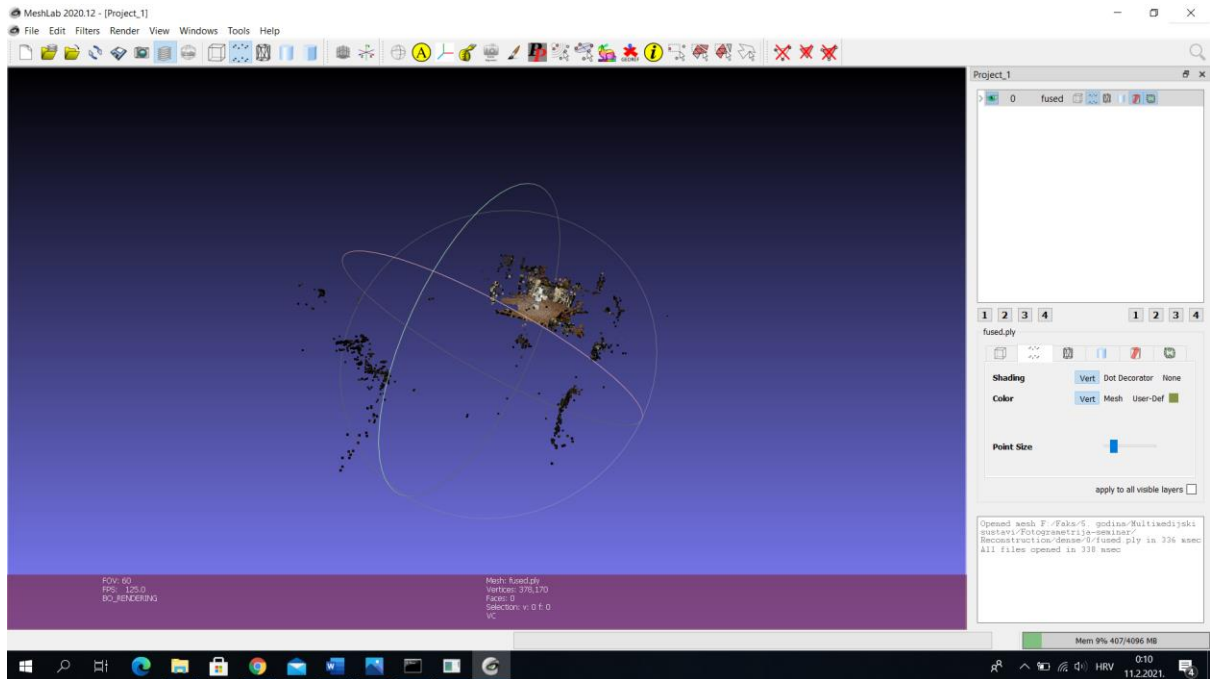 MeshLab 2020.12 - [Project_1]
File Edit Filters Render View Windows Tools Help
Project_1
0 fused
1 2 3 4 1 2 3 4
fused.ply
Shading Vert Dot Decorator None
Color Vert Mesh User-Def
Point Size
apply to all visible layers
Opened mesh F:/Faks/5. godina/Multimedijski
sustavi/Fotogrametrija-seminar/
Reconstruction/dense/0/fused.ply in 336 msec
All files opened in 338 msec
FOV: 60
FPS: 125.0
BO_RENDERING
Mesh: fused.ply
Vertices: 378,170
Faces: 0
Selection: v: 0 f: 0
VC
Mem 9% 407/4096 MB
HRV
0:10
11.2.2021.
4